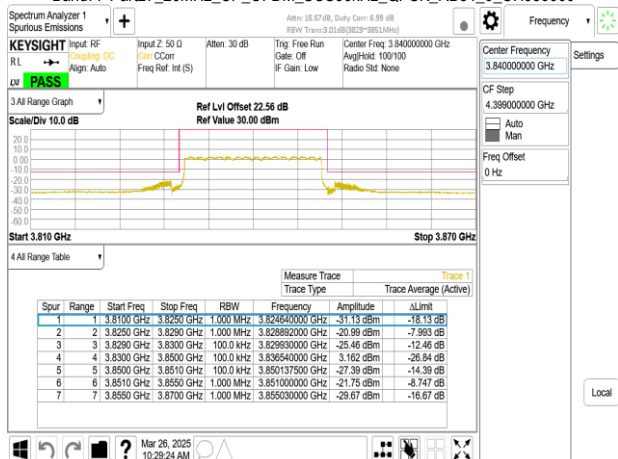 Spectrum Analyzer 1
Spurious Emissions
Attn: 15.57dB, Duty Corr: 6.99 dB
RBW Trans:3.01dB(3829~3851MHz)
Frequency
KEYSIGHT
Input: RF
Input Z: 50 Ω
Atten: 30 dB
Trig: Free Run
Center Freq: 3.840000000 GHz
RL
Coupling: DC
Corr CCorr
Gate: Off
Avg|Hold: 100/100
Align: Auto
Freq Ref: Int (S)
IF Gain: Low
Radio Std: None
PASS
Center Frequency
3.840000000 GHz
Settings
CF Step
4.399000000 GHz
Auto
Man
Freq Offset
0 Hz
3 All Range Graph
Ref Lvl Offset 22.56 dB
Scale/Div 10.0 dB
Ref Value 30.00 dBm
20.0
10.0
0.00
-10.0
-20.0
-30.0
-40.0
-50.0
-60.0
Start 3.810 GHz
Stop 3.870 GHz
4 All Range Table
Measure Trace Trace 1
Trace Type Trace Average (Active)
Spur Range Start Freq Stop Freq RBW Frequency Amplitude ΔLimit
1 1 3.8100 GHz 3.8250 GHz 1.000 MHz 3.824640000 GHz -31.13 dBm -18.13 dB
2 2 3.8250 GHz 3.8290 GHz 1.000 MHz 3.828892000 GHz -20.99 dBm -7.993 dB
3 3 3.8290 GHz 3.8300 GHz 100.0 kHz 3.829930000 GHz -25.46 dBm -12.46 dB
4 4 3.8300 GHz 3.8500 GHz 100.0 kHz 3.836540000 GHz 3.162 dBm -26.84 dB
5 5 3.8500 GHz 3.8510 GHz 100.0 kHz 3.850137500 GHz -27.39 dBm -14.39 dB
6 6 3.8510 GHz 3.8550 GHz 1.000 MHz 3.851000000 GHz -21.75 dBm -8.747 dB
7 7 3.8550 GHz 3.8700 GHz 1.000 MHz 3.855030000 GHz -29.67 dBm -16.67 dB
Local
Mar 26, 2025
10:29:24 AM